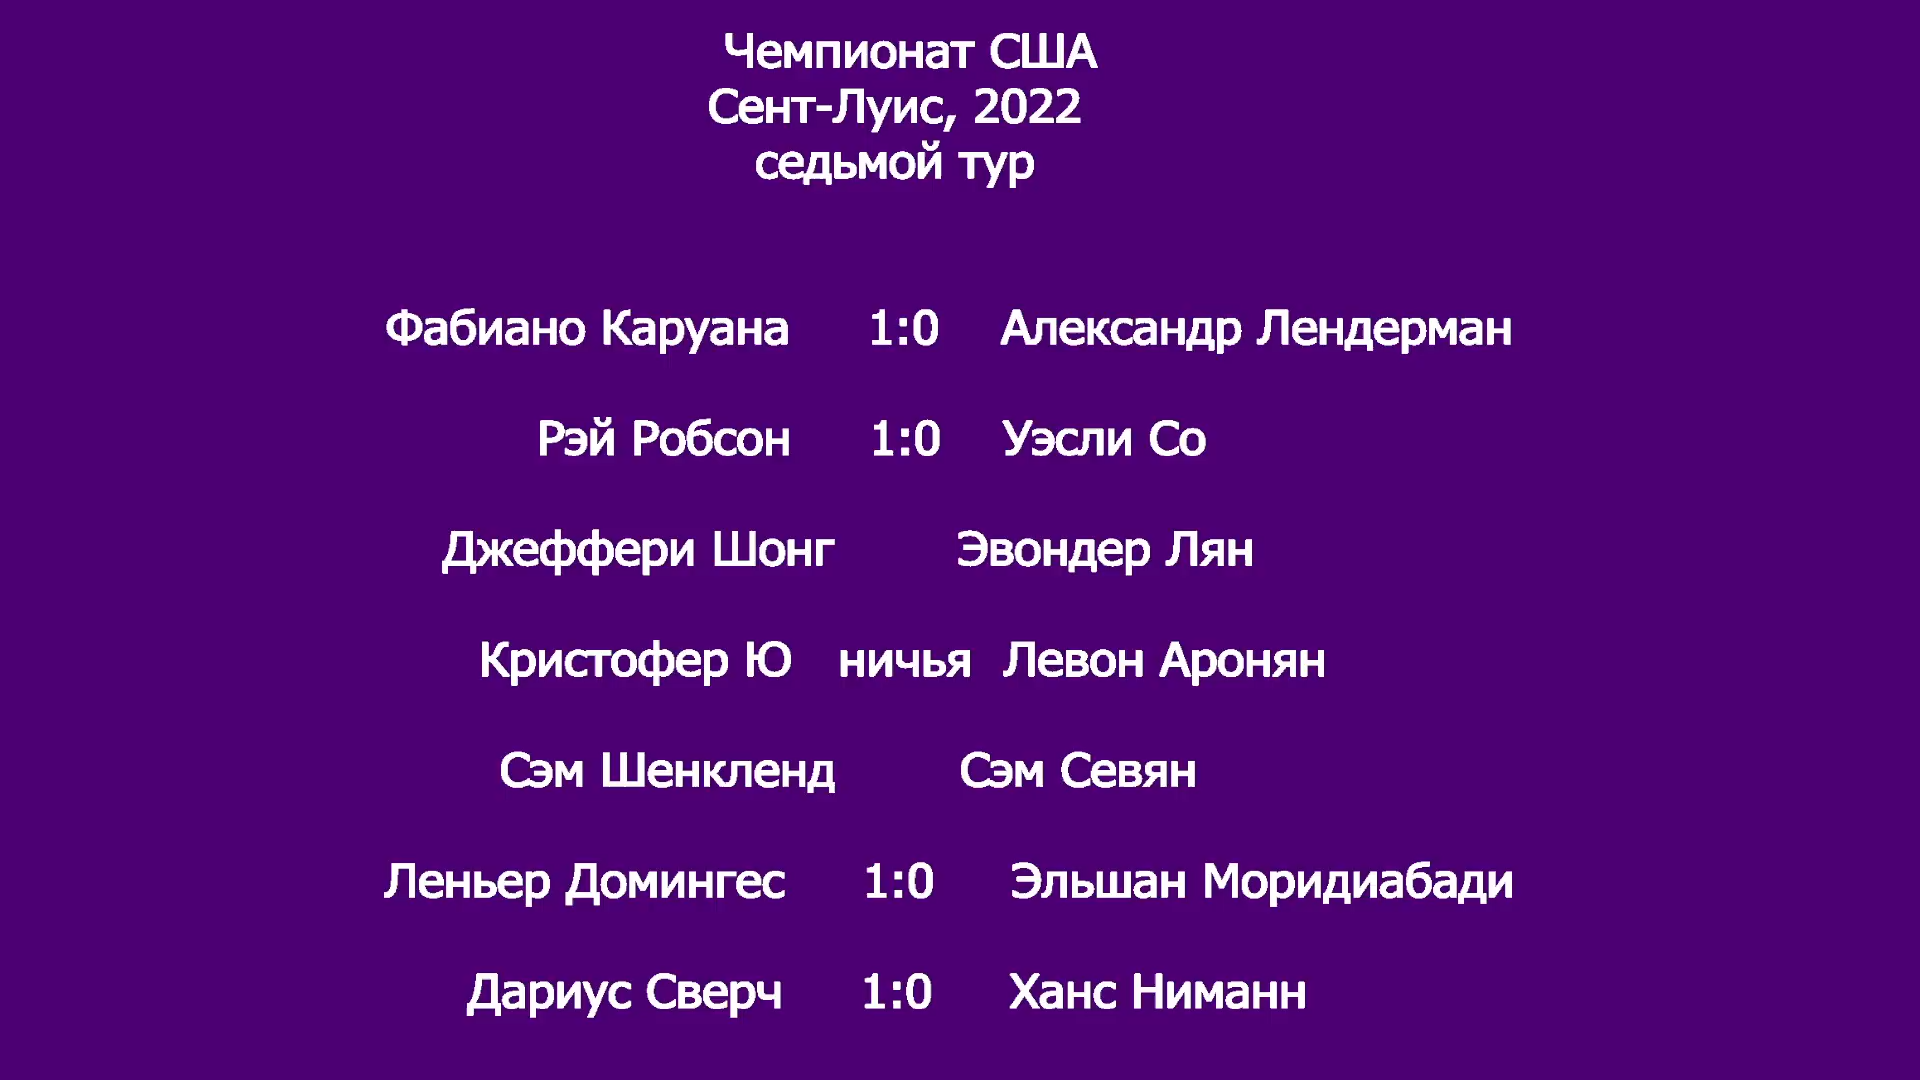 Чемпионат США
Сент-Луис, 2022
седьмой тур
Фабиано Каруана 1:0 Александр Лендерман
Рэй Робсон 1:0 Уэсли Со
Джеффери Шонг Эвондер Лян
Кристофер Ю ничья Левон Аронян
Сэм Шенкленд Сэм Севян
Леньер Домингес 1:0 Эльшан Моридиабади
Дариус Сверч 1:0 Ханс Ниманн